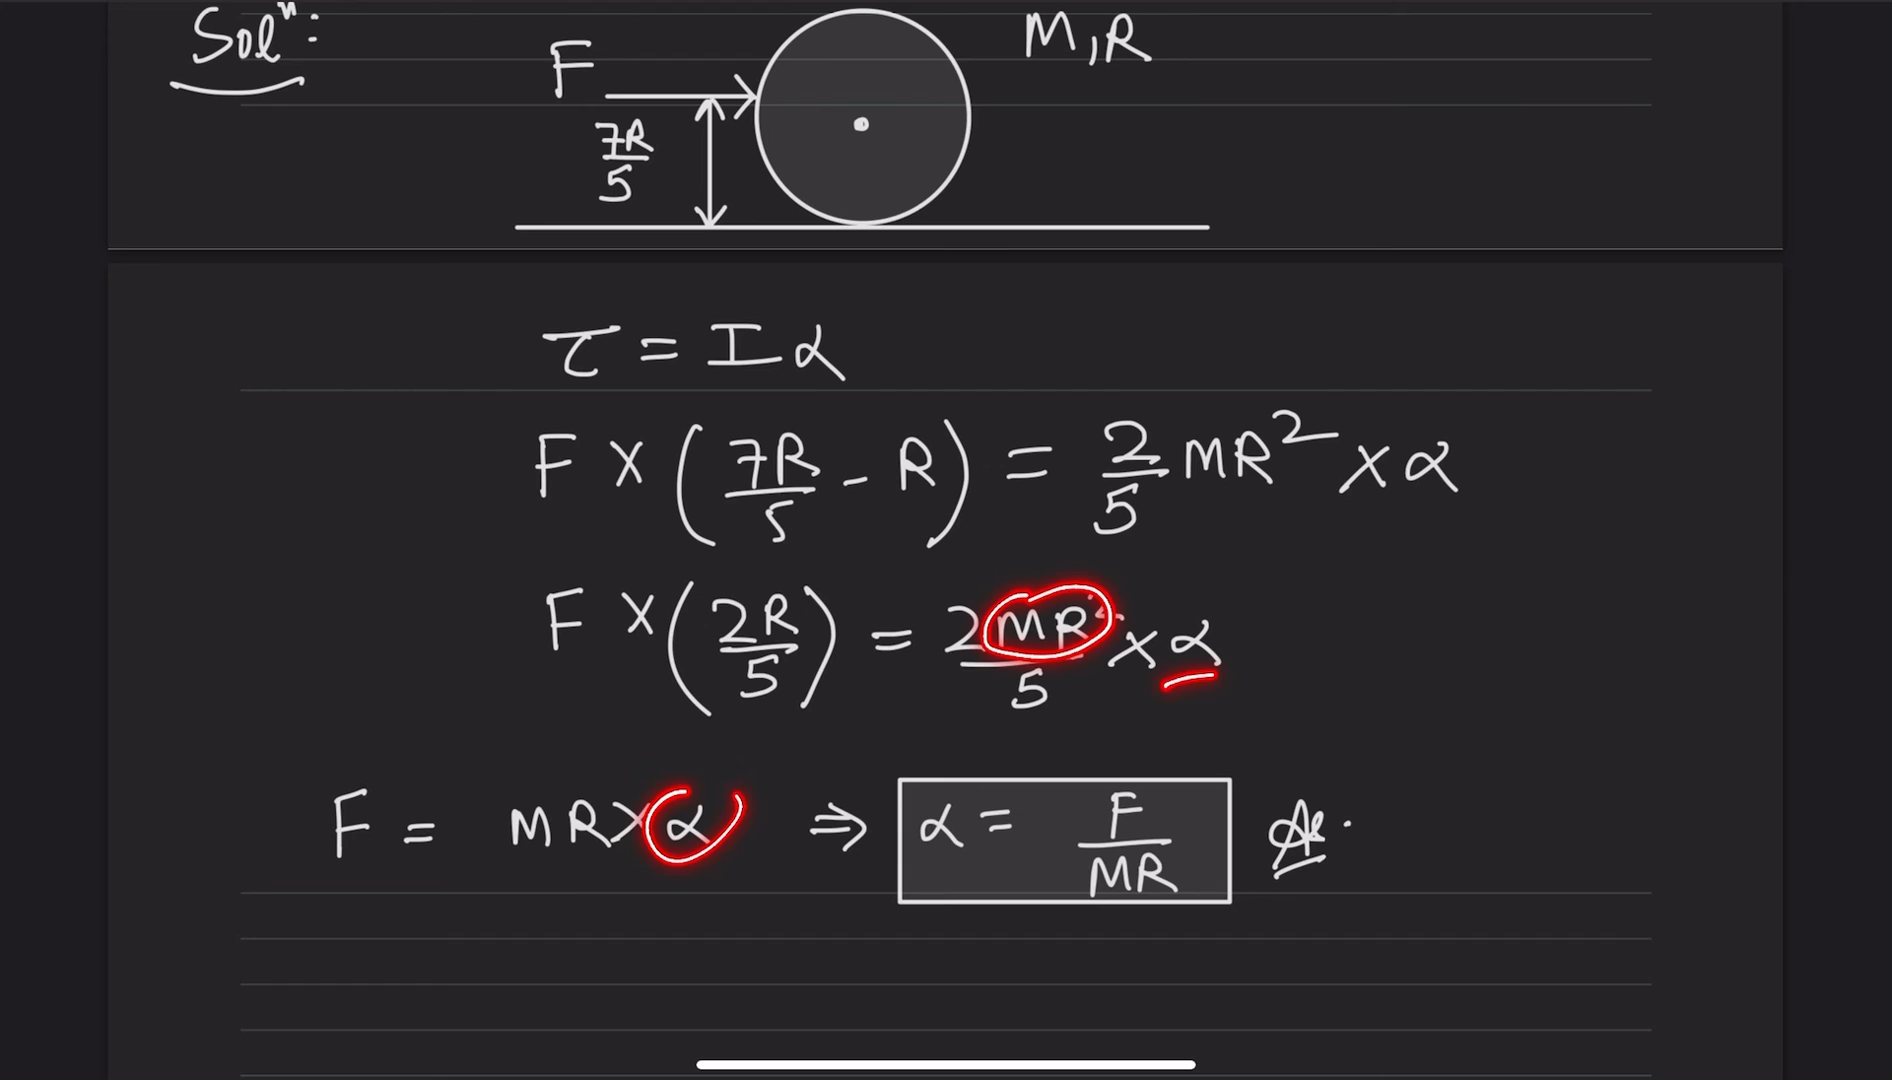 Solⁿ:
F
M,R
7R/5
τ = Iα
F × (7R/5 - R) = 2/5 MR² × α
F × (2R/5) = 2MR²/5 × α
F = MR × α ⇒ α = F/MR